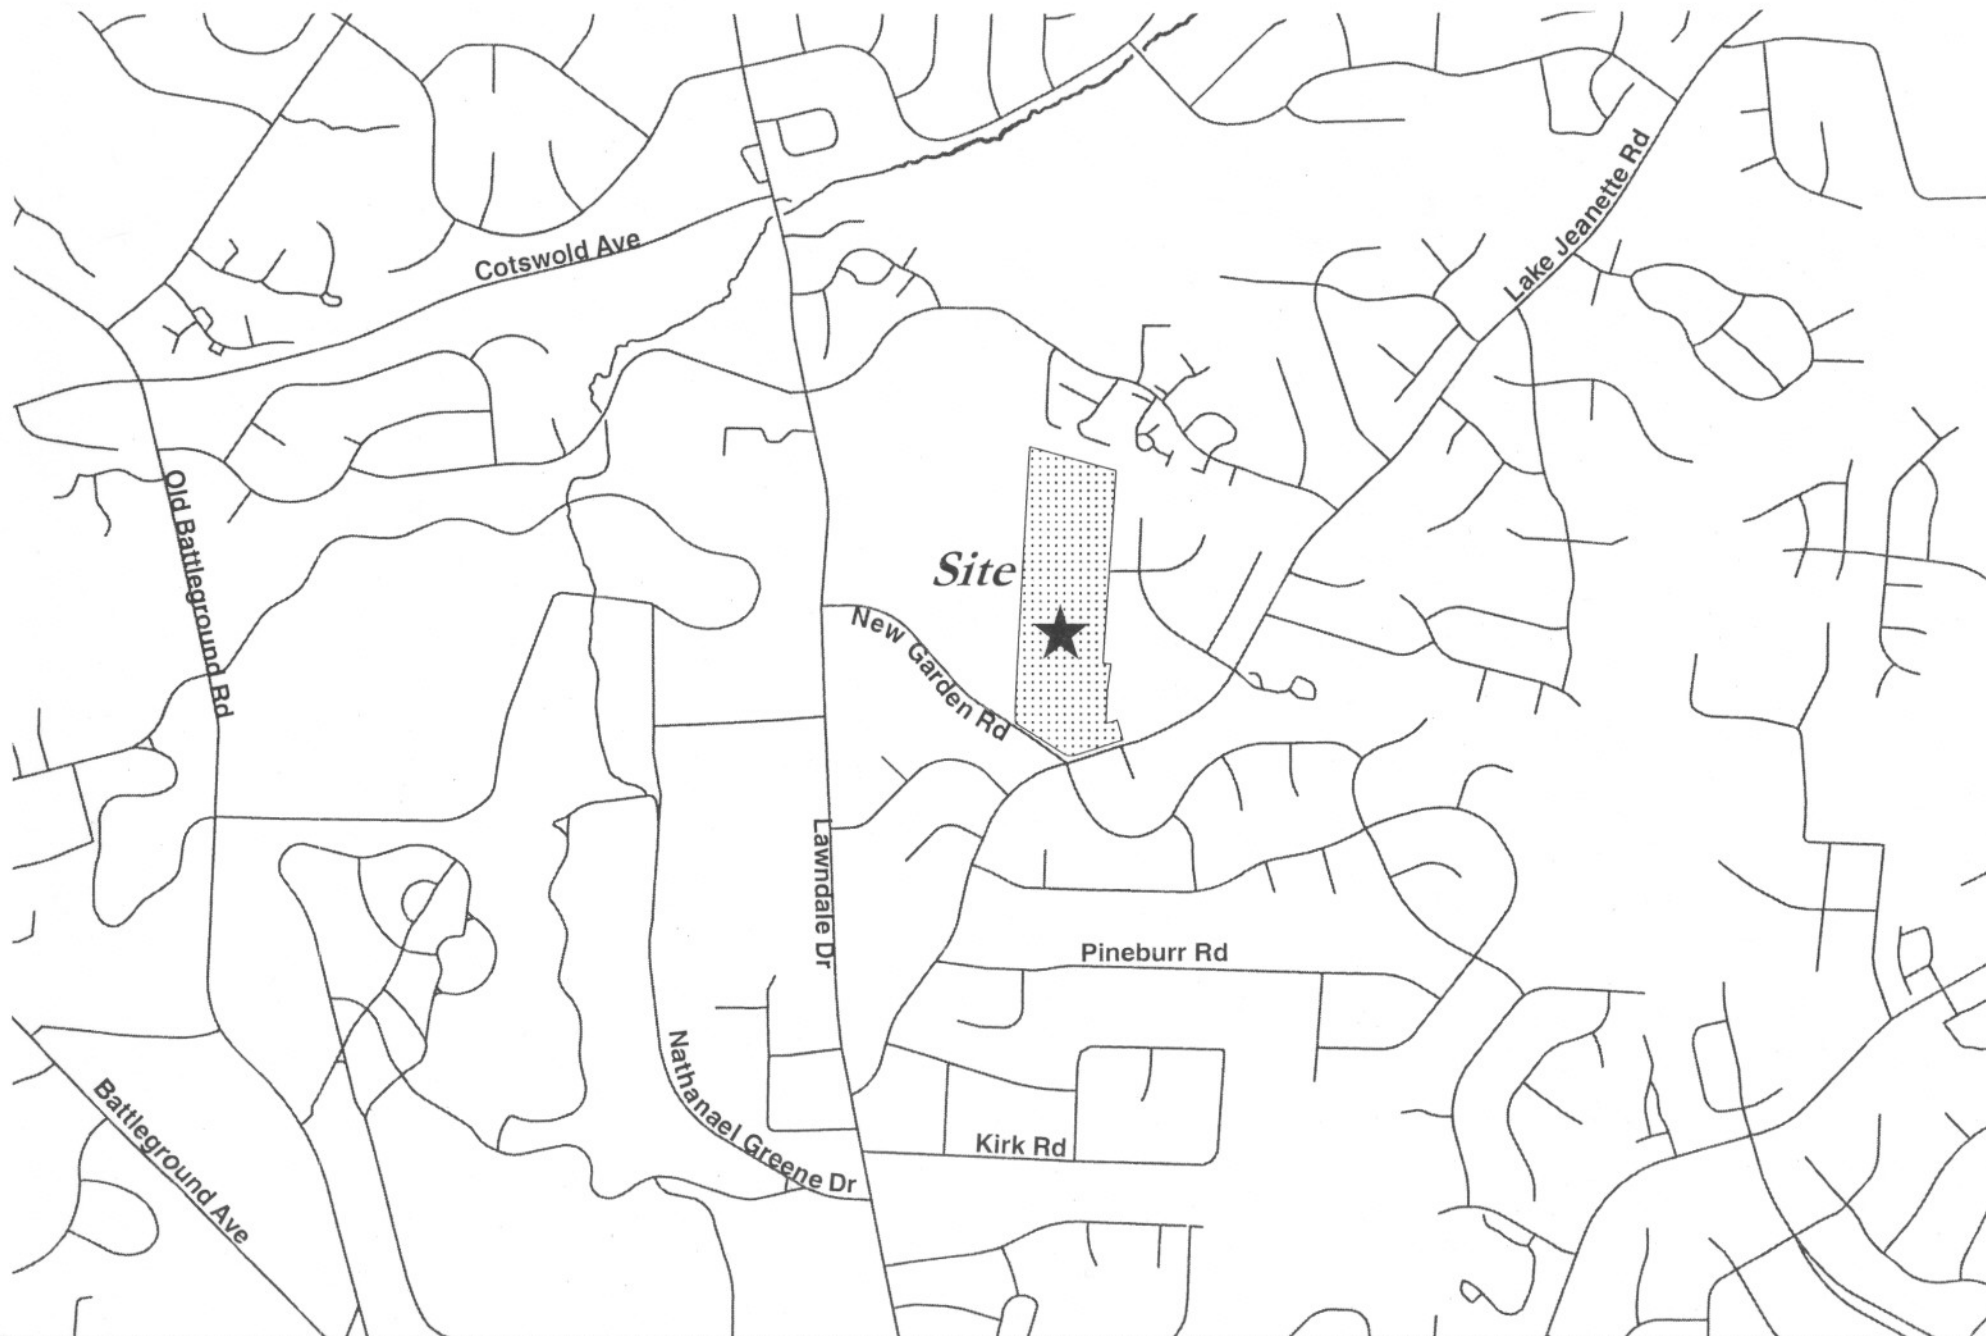 Lake Jeanette Rd
Cotswold Ave
Old Battleground Rd
Site
New Garden Rd
Lawndale Dr
Pineburr Rd
Nathanael Greene Dr
Kirk Rd
Battleground Ave